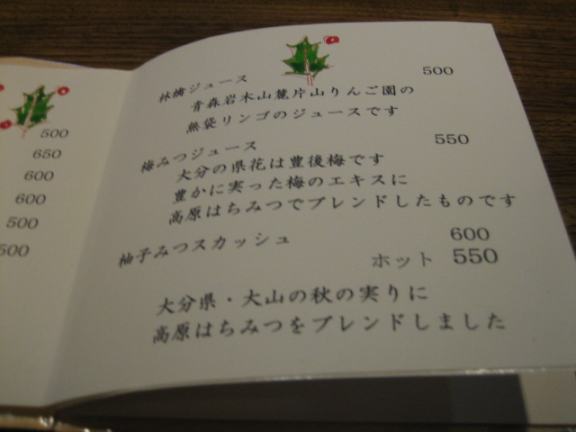 500
650
600
600
500
500
林檎ジュース 500
青森岩木山麓片山りんご園の
無袋リンゴのジュースです
梅みつジュース 550
大分の県花は豊後梅です
豊かに実った梅のエキスに
高原はちみつでブレンドしたものです
柚子みつスカッシュ 600
ホット 550
大分県・大山の秋の実りに
高原はちみつをブレンドしました